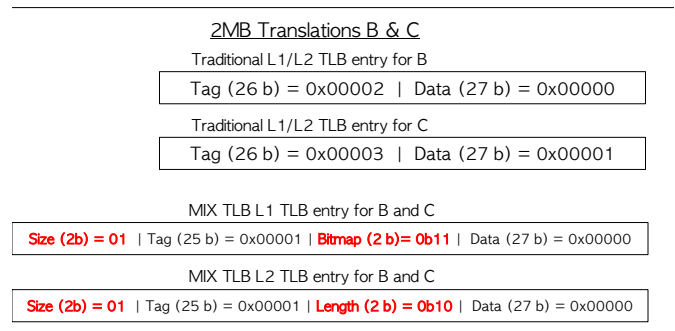 2MB Translations B & C
Traditional L1/L2 TLB entry for B
Tag (26 b) = 0x00002 | Data (27 b) = 0x00000
Traditional L1/L2 TLB entry for C
Tag (26 b) = 0x00003 | Data (27 b) = 0x00001
MIX TLB L1 TLB entry for B and C
Size (2b) = 01 | Tag (25 b) = 0x00001 | Bitmap (2 b)= 0b11 | Data (27 b) = 0x00000
MIX TLB L2 TLB entry for B and C
Size (2b) = 01 | Tag (25 b) = 0x00001 | Length (2 b) = 0b10 | Data (27 b) = 0x00000